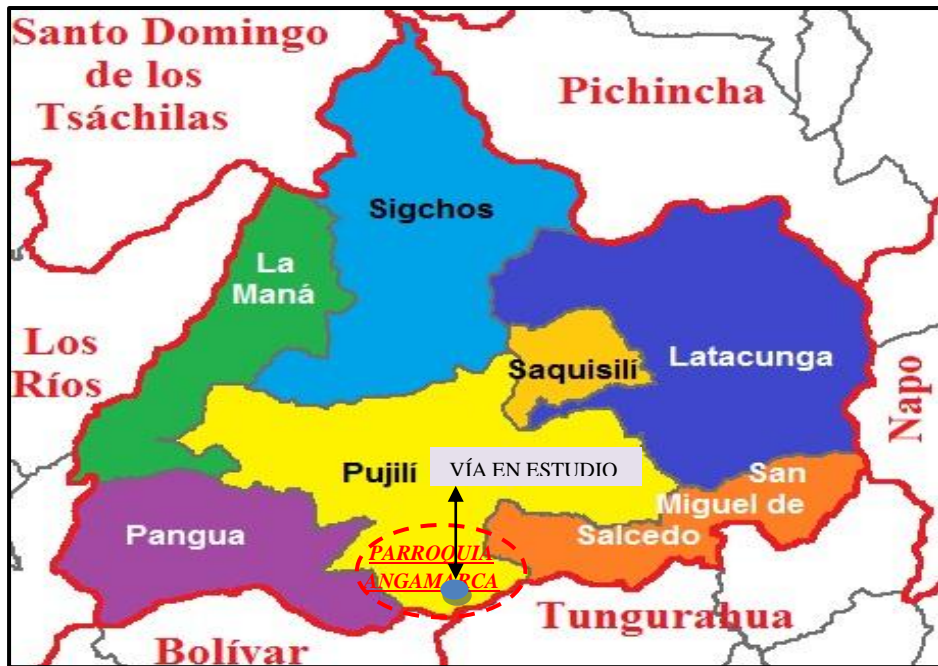 Santo Domingo
de los
Tsáchilas
Pichincha
Sigchos
La
Maná
Los
Ríos
Saquisilí
Latacunga
Napo
Pujilí
VÍA EN ESTUDIO
San
Miguel de
Salcedo
Pangua
PARROQUIA
ANGAMARCA
Tungurahua
Bolívar